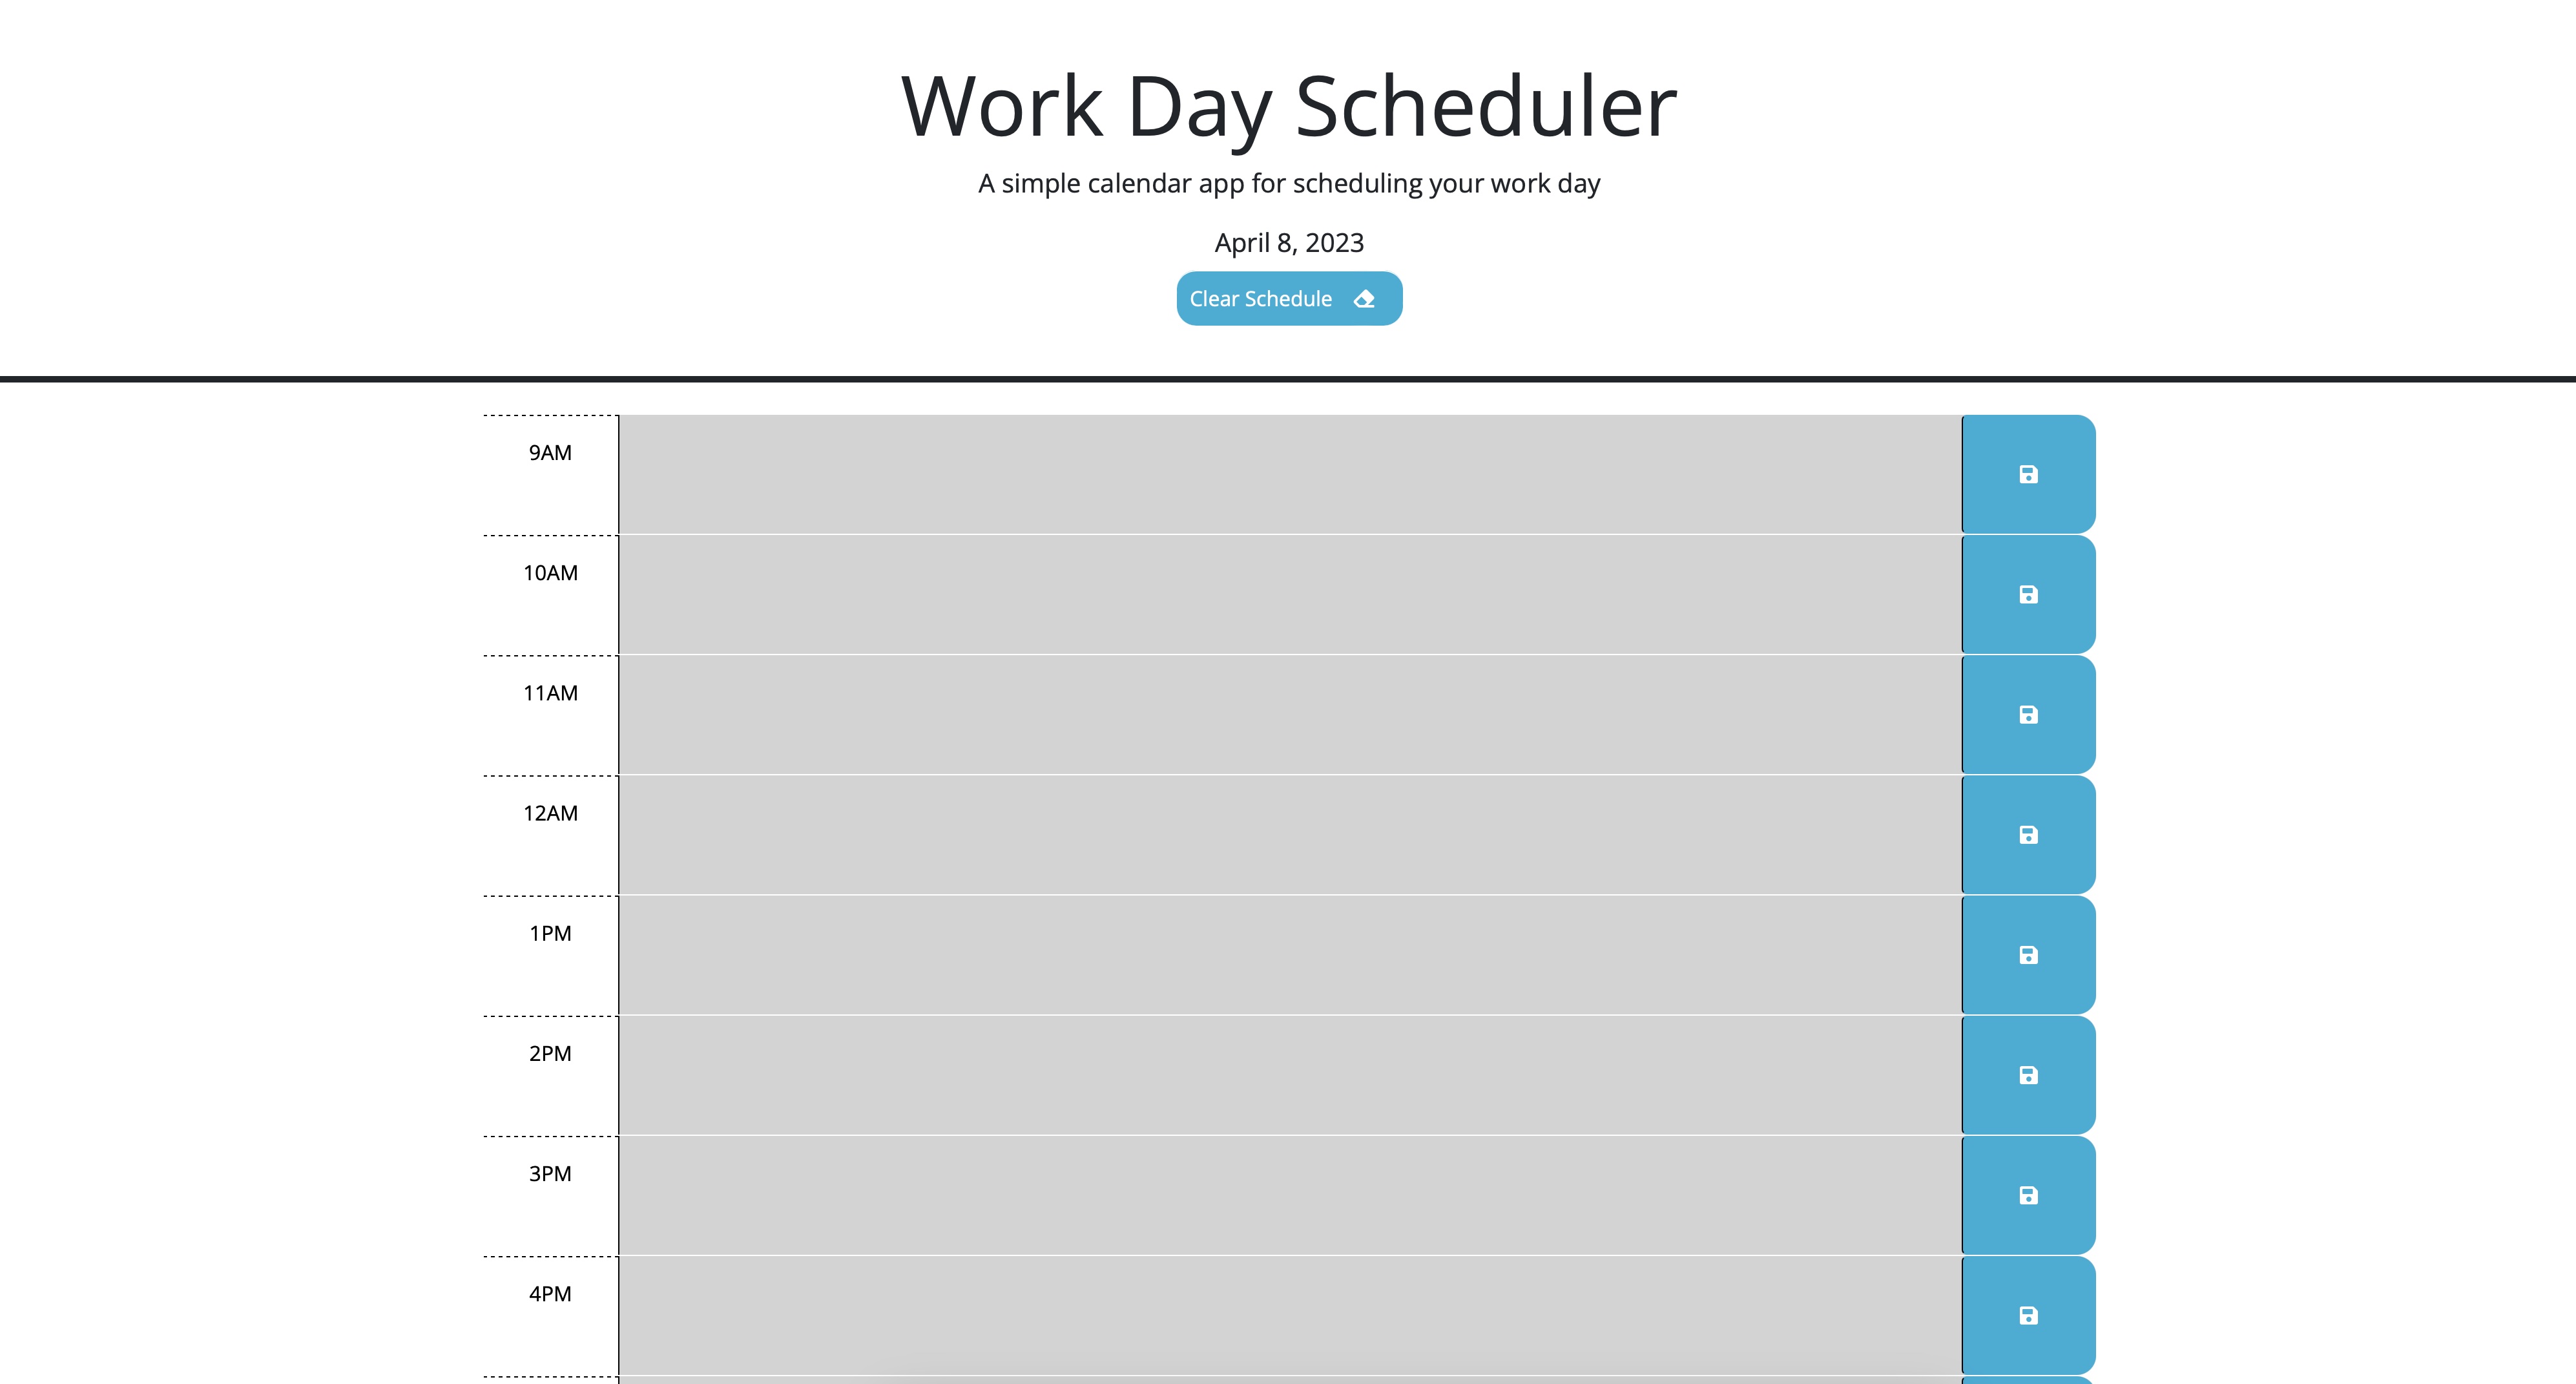 Work Day Scheduler
A simple calendar app for scheduling your work day
April 8, 2023
Clear Schedule
9AM
10AM
11AM
12AM
1PM
2PM
3PM
4PM